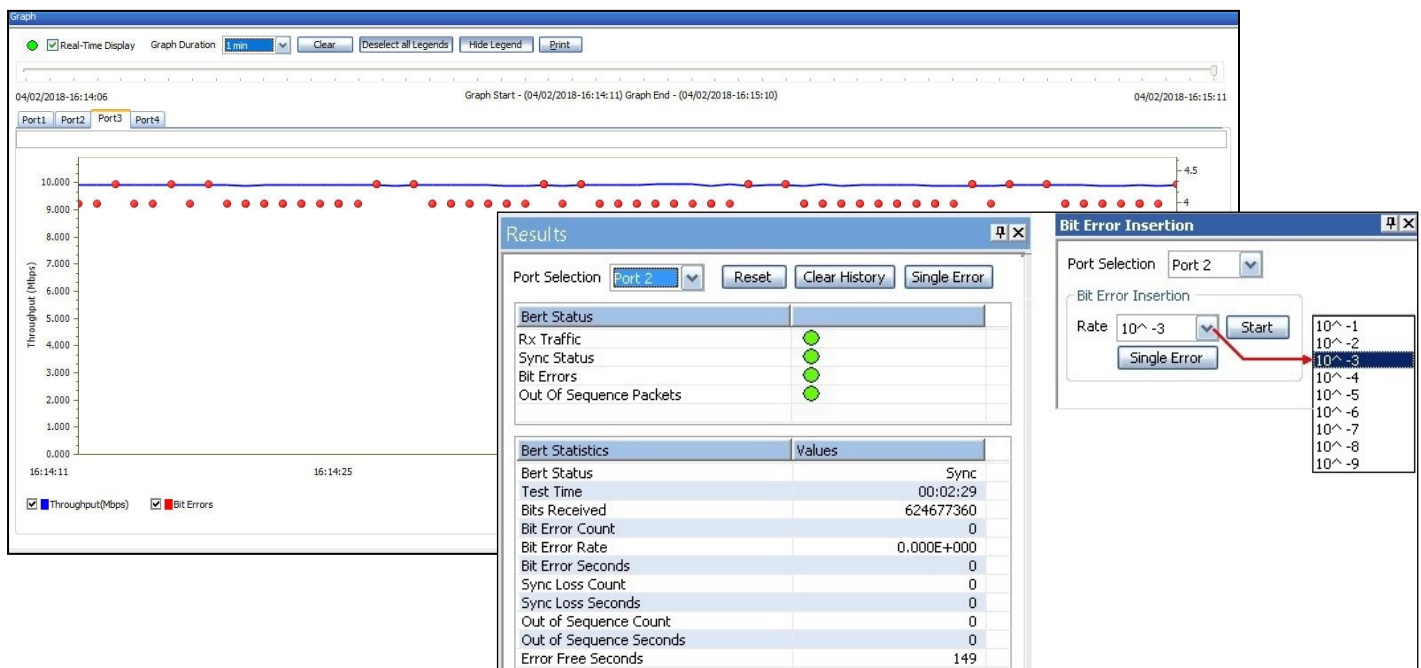 Graph
Real-Time Display Graph Duration 1 min Clear Deselect all Legends Hide Legend Print
04/02/2018-16:14:06 Graph Start - (04/02/2018-16:14:11) Graph End - (04/02/2018-16:15:10) 04/02/2018-16:15:11
Port1 Port2 Port3 Port4
10.000
9.000
8.000
7.000
6.000
5.000
4.000
3.000
2.000
1.000
0.000
Throughput (Mbps)
4.5
4
16:14:11 16:14:25
Throughput(Mbps) Bit Errors
Results
Port Selection Port 2 Reset Clear History Single Error
Bert Status
Rx Traffic
Sync Status
Bit Errors
Out Of Sequence Packets
Bert Statistics Values
Bert Status Sync
Test Time 00:02:29
Bits Received 624677360
Bit Error Count 0
Bit Error Rate 0.000E+000
Bit Error Seconds 0
Sync Loss Count 0
Sync Loss Seconds 0
Out of Sequence Count 0
Out of Sequence Seconds 0
Error Free Seconds 149
Bit Error Insertion
Port Selection Port 2
Bit Error Insertion
Rate 10^ -3 Start
Single Error
10^ -1
10^ -2
10^ -3
10^ -4
10^ -5
10^ -6
10^ -7
10^ -8
10^ -9